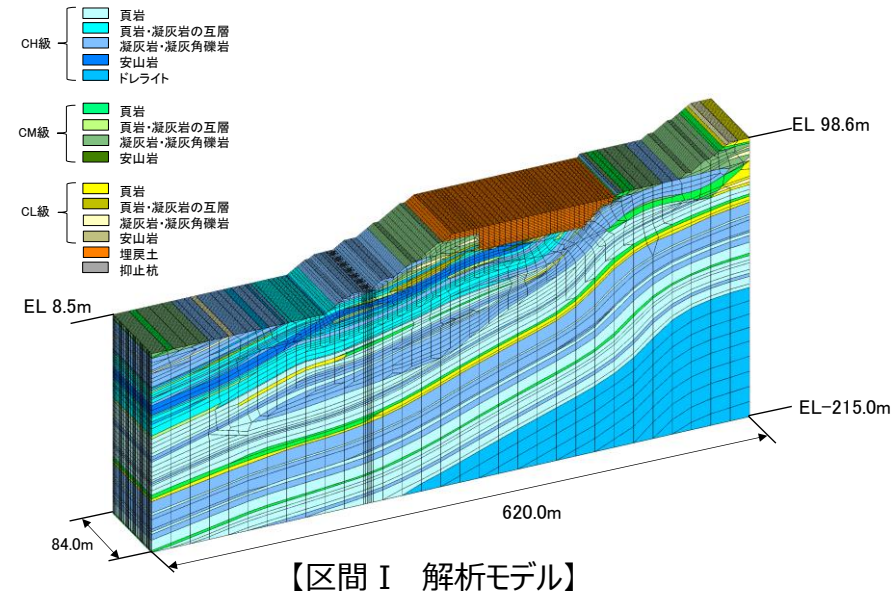 CH級
頁岩
頁岩・凝灰岩の互層
凝灰岩・凝灰角礫岩
安山岩
ドレライト
CM級
頁岩
頁岩・凝灰岩の互層
凝灰岩・凝灰角礫岩
安山岩
CL級
頁岩
頁岩・凝灰岩の互層
凝灰岩・凝灰角礫岩
安山岩
埋戻土
抑止杭
EL 98.6m
EL 8.5m
EL-215.0m
620.0m
84.0m
【区間Ⅰ 解析モデル】